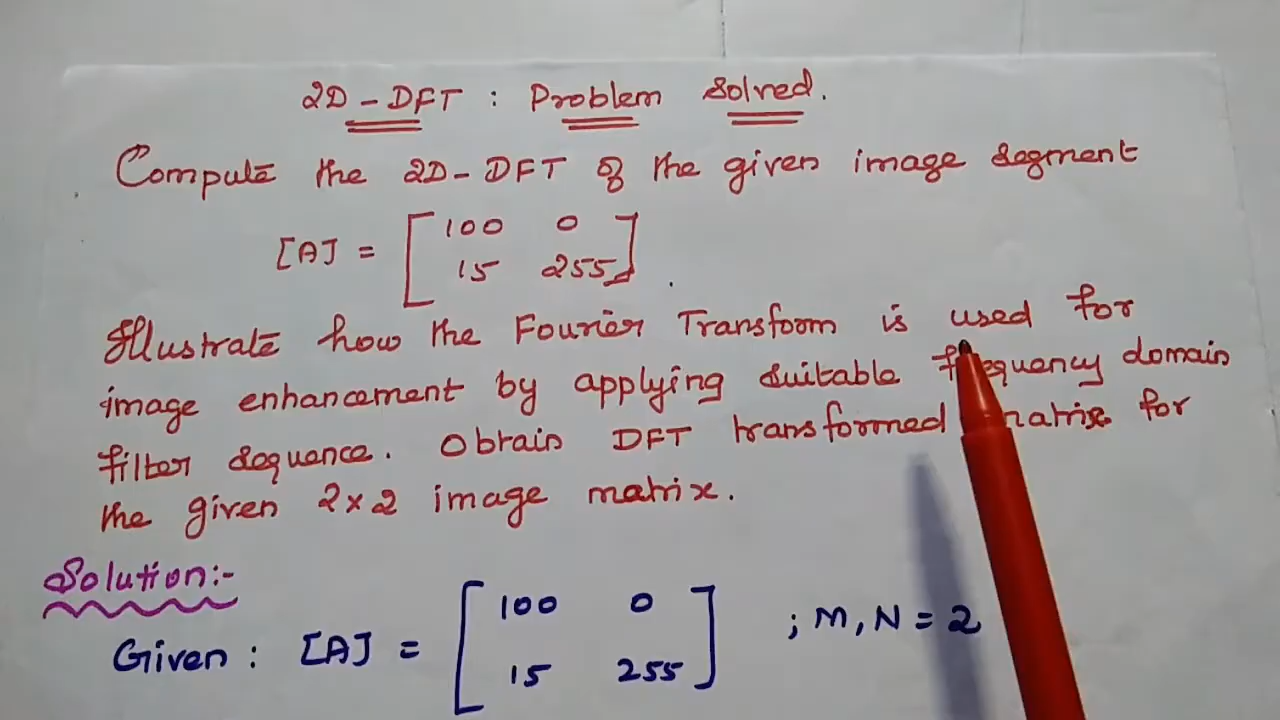 2D-DFT : Problem Solved.
Compute the 2D-DFT of the given image segment
[A] = [100 0
15 255].
Illustrate how the Fourier Transform is used for
image enhancement by applying suitable frequency domain
filter sequence. Obtain DFT transformed matrix for
the given 2x2 image matrix.
Solution:-
Given : [A] = [100 0
15 255] ; M, N = 2